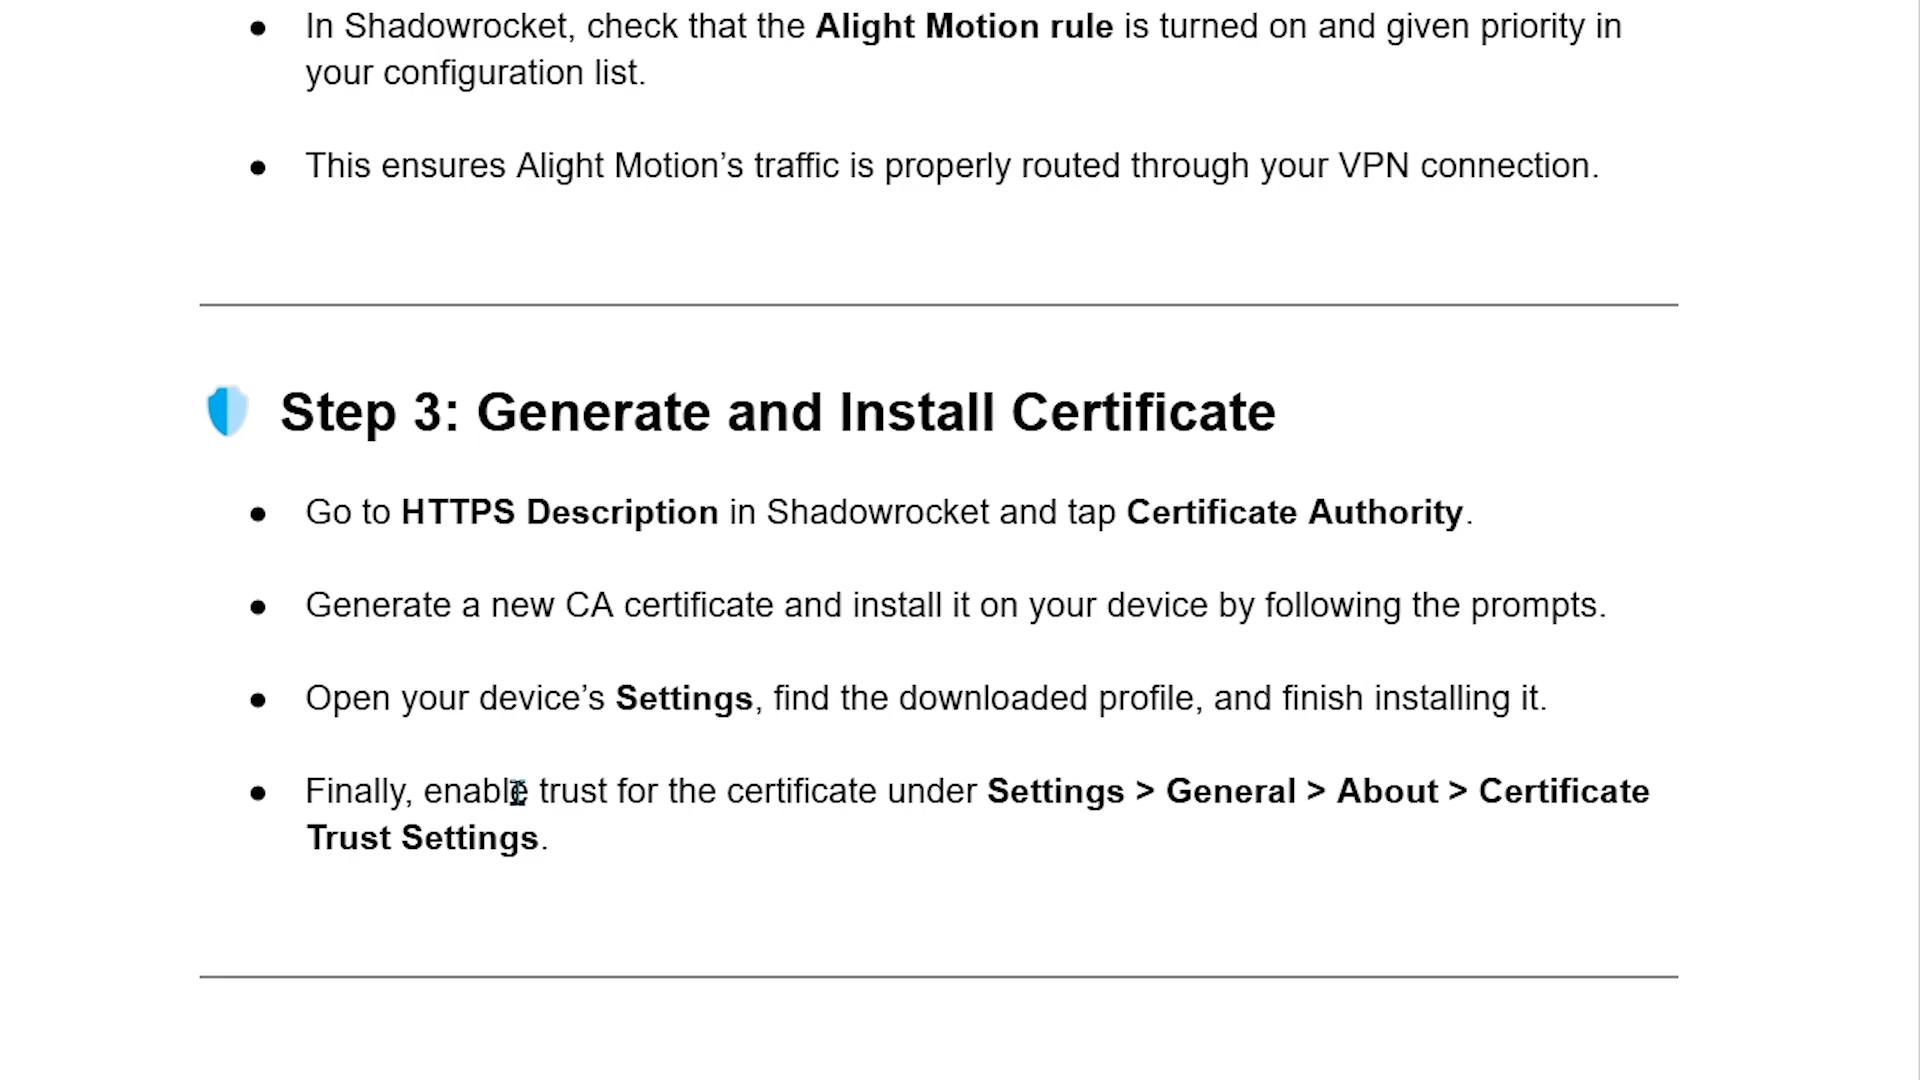 ● In Shadowrocket, check that the Alight Motion rule is turned on and given priority in
your configuration list.
● This ensures Alight Motion’s traffic is properly routed through your VPN connection.
Step 3: Generate and Install Certificate
● Go to HTTPS Description in Shadowrocket and tap Certificate Authority.
● Generate a new CA certificate and install it on your device by following the prompts.
● Open your device’s Settings, find the downloaded profile, and finish installing it.
● Finally, enable trust for the certificate under Settings > General > About > Certificate
Trust Settings.